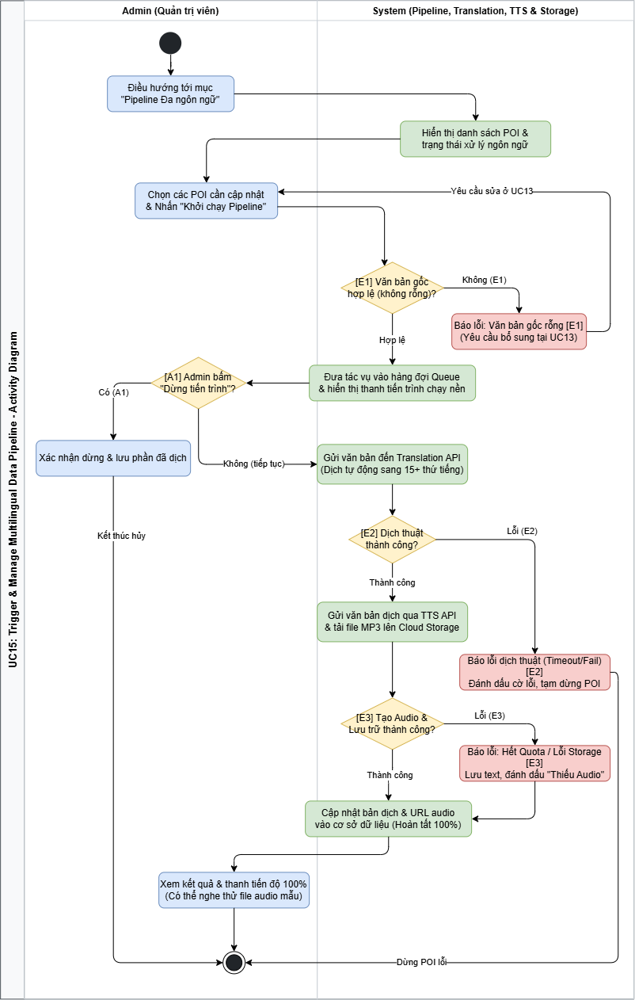 UC15: Trigger & Manage Multilingual Data Pipeline - Activity Diagram
Admin (Quản trị viên)
System (Pipeline, Translation, TTS & Storage)
Điều hướng tới mục
"Pipeline Đa ngôn ngữ"
Hiển thị danh sách POI &
trạng thái xử lý ngôn ngữ
Chọn các POI cần cập nhật
& Nhấn "Khởi chạy Pipeline"
Yêu cầu sửa ở UC13
[E1] Văn bản gốc
hợp lệ (không rỗng)?
Không (E1)
Báo lỗi: Văn bản gốc rỗng [E1]
(Yêu cầu bổ sung tại UC13)
Hợp lệ
Đưa tác vụ vào hàng đợi Queue
& hiển thị thanh tiến trình chạy nền
[A1] Admin bấm
"Dừng tiến trình"?
Có (A1)
Xác nhận dừng & lưu phần đã dịch
Không (tiếp tục)
Gửi văn bản đến Translation API
(Dịch tự động sang 15+ thứ tiếng)
Kết thúc hủy
[E2] Dịch thuật
thành công?
Lỗi (E2)
Thành công
Gửi văn bản dịch qua TTS API
& tải file MP3 lên Cloud Storage
Báo lỗi dịch thuật (Timeout/Fail)
[E2]
Đánh dấu cờ lỗi, tạm dừng POI
[E3] Tạo Audio &
Lưu trữ thành công?
Lỗi (E3)
Báo lỗi: Hết Quota / Lỗi Storage
[E3]
Lưu text, đánh dấu "Thiếu Audio"
Thành công
Cập nhật bản dịch & URL audio
vào cơ sở dữ liệu (Hoàn tất 100%)
Xem kết quả & thanh tiến độ 100%
(Có thể nghe thử file audio mẫu)
Dừng POI lỗi